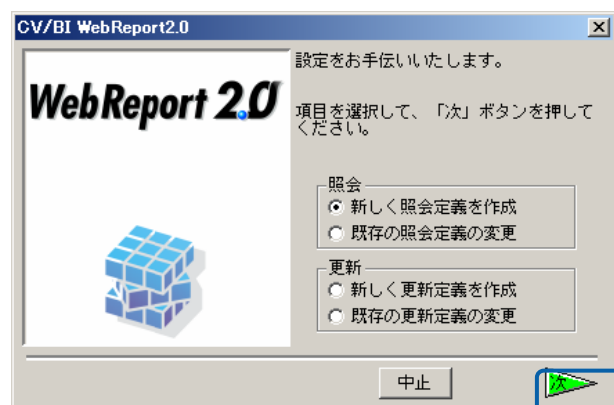 CV/BI WebReport2.0
WebReport 2.0
設定をお手伝いいたします。
項目を選択して、「次」ボタンを押して
ください。
照会
新しく照会定義を作成
既存の照会定義の変更
更新
新しく更新定義を作成
既存の更新定義の変更
中止
次